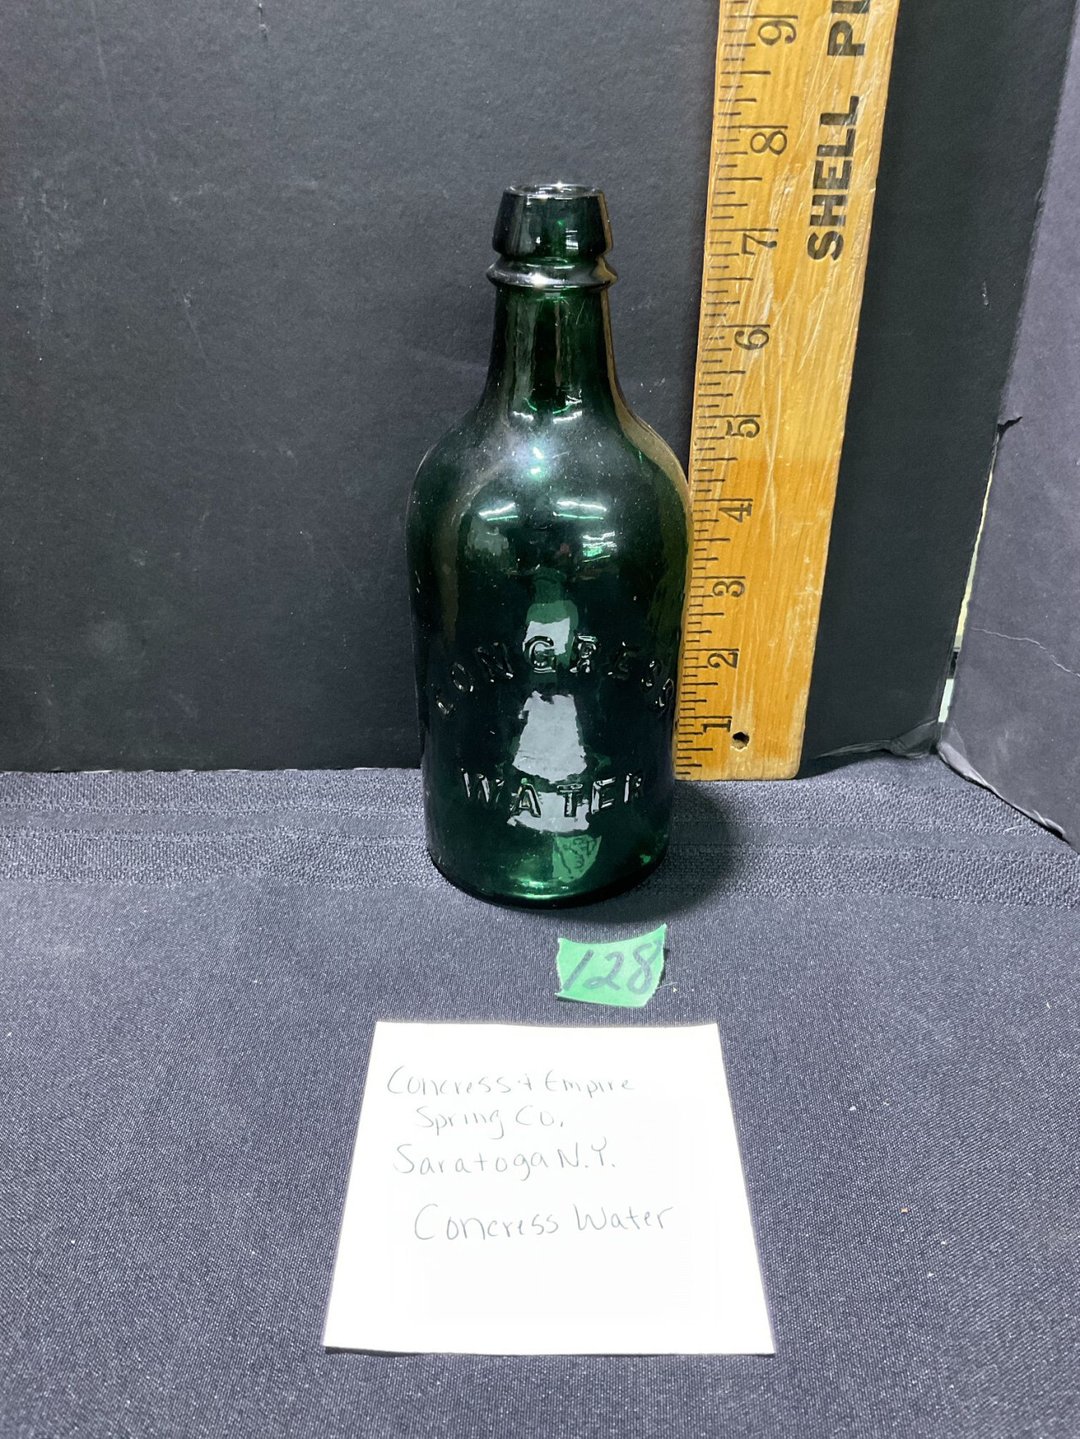 9
8
7
6
5
4
3
2
1
SHELL
CONGRESS
WATER
128
Concress & Empire
Spring Co.
Saratoga N.Y.
Concress Water